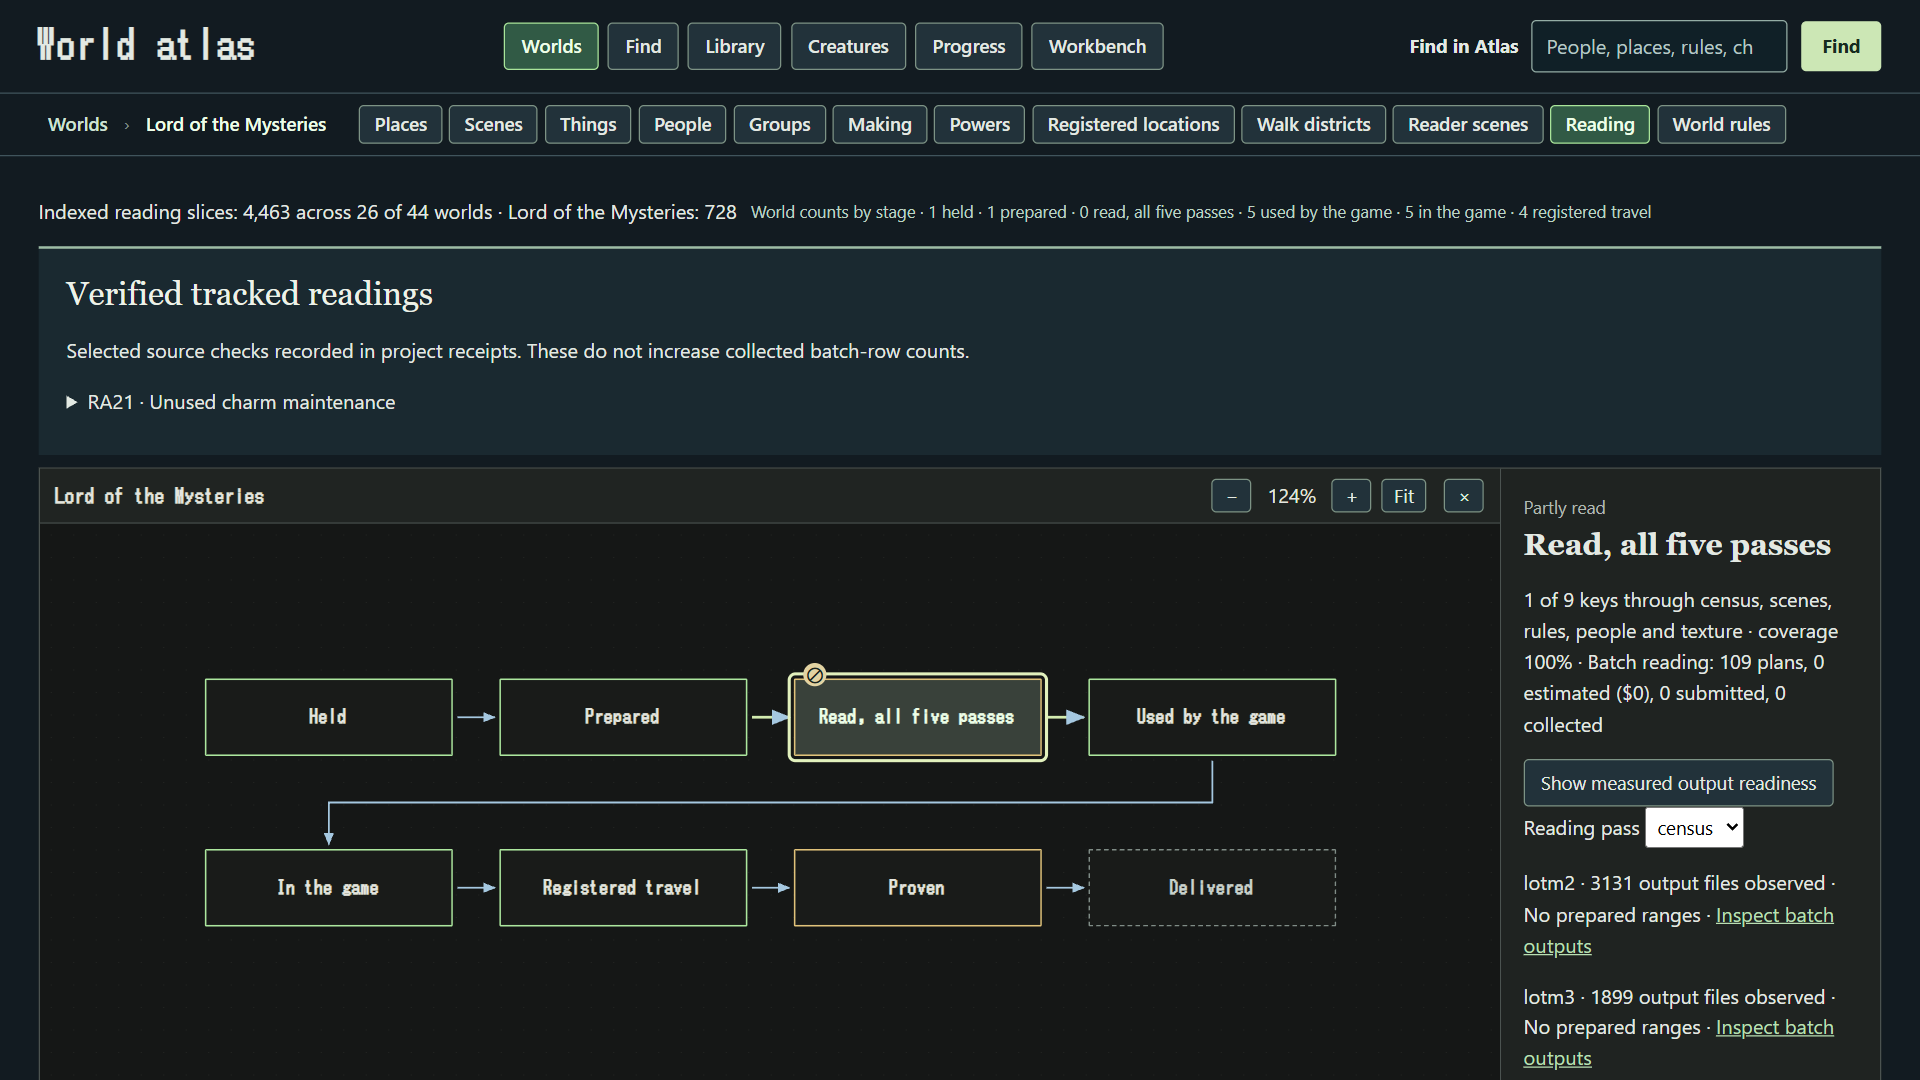 World atlas
Worlds
Find
Library
Creatures
Progress
Workbench
Find in Atlas
People, places, rules, ch
Find
Worlds › Lord of the Mysteries
Places
Scenes
Things
People
Groups
Making
Powers
Registered locations
Walk districts
Reader scenes
Reading
World rules
Indexed reading slices: 4,463 across 26 of 44 worlds · Lord of the Mysteries: 728
World counts by stage · 1 held · 1 prepared · 0 read, all five passes · 5 used by the game · 5 in the game · 4 registered travel
Verified tracked readings
Selected source checks recorded in project receipts. These do not increase collected batch-row counts.
▶ RA21 · Unused charm maintenance
Lord of the Mysteries
− 124% + Fit ×
Held
Prepared
Read, all five passes
Used by the game
In the game
Registered travel
Proven
Delivered
Partly read
Read, all five passes
1 of 9 keys through census, scenes,
rules, people and texture · coverage
100% · Batch reading: 109 plans, 0
estimated ($0), 0 submitted, 0
collected
Show measured output readiness
Reading pass census
lotm2 · 3131 output files observed ·
No prepared ranges · Inspect batch
outputs
lotm3 · 1899 output files observed ·
No prepared ranges · Inspect batch
outputs